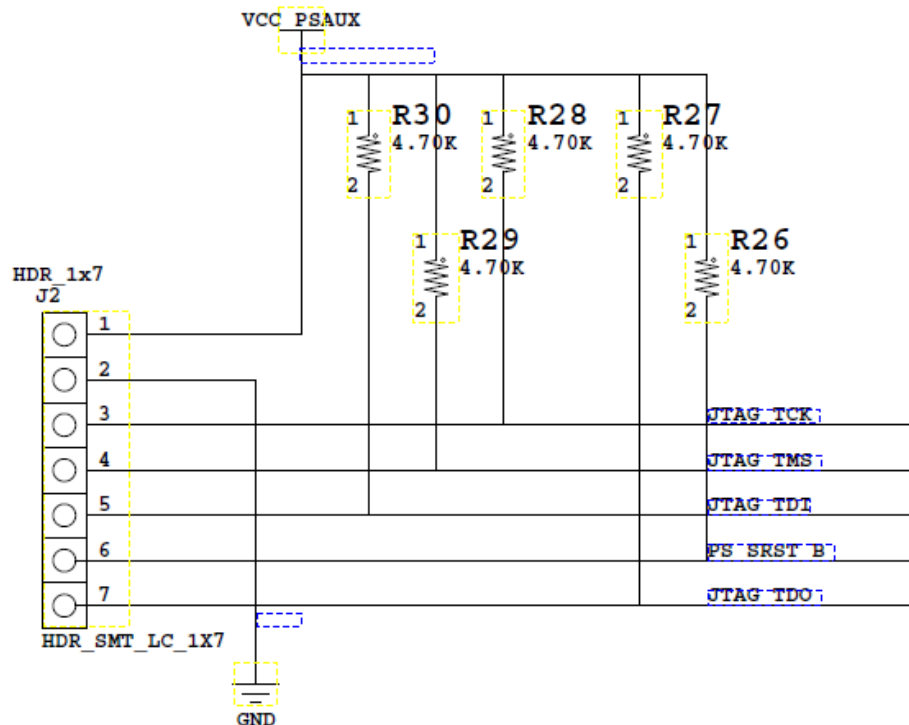 VCC_PSAUX
1 R30 1 R28 1 R27
4.70K 4.70K 4.70K
2 2 2
1 R29 1 R26
4.70K 4.70K
2 2
HDR_1x7
J2
1
2
3 JTAG_TCK
4 JTAG_TMS
5 JTAG_TDI
6 PS_SRST_B
7 JTAG_TDO
HDR_SMT_LC_1X7
GND